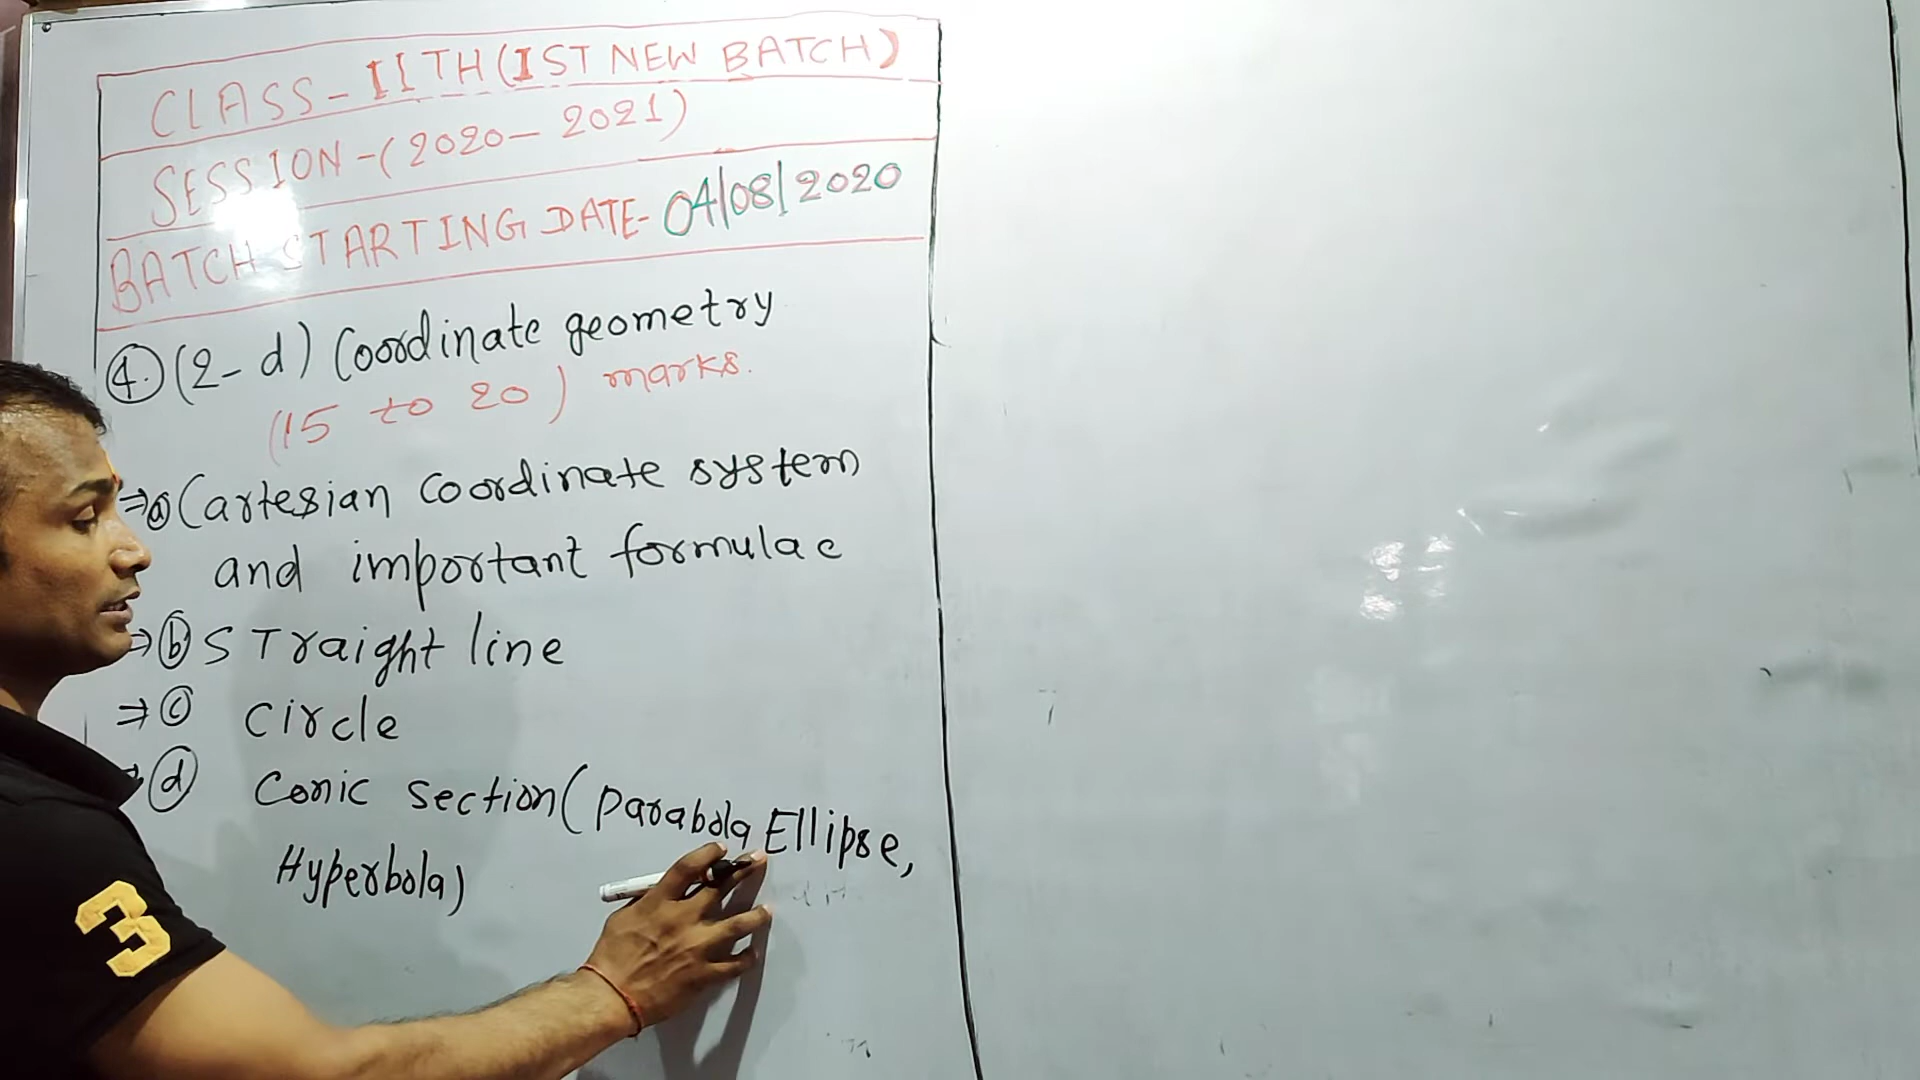 CLASS-11TH (1ST NEW BATCH)
SESSION-(2020-2021)
BATCH STARTING DATE-04/08/2020
4. (2-d) Coordinate geometry
(15 to 20) marks.
⇒ a Cartesian Coordinate system
and important formulae
⇒ b STraight line
⇒ c circle
⇒ d Conic section (Parabola Ellipse,
Hyperbola)
3